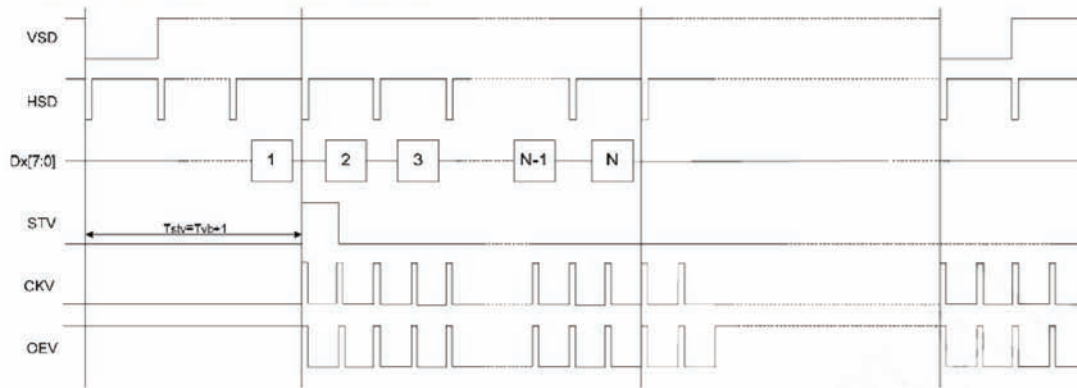 VSD
HSD
Dx[7:0]
1 2 3 N-1 N
STV
Tstv=Tvb+1
CKV
OEV